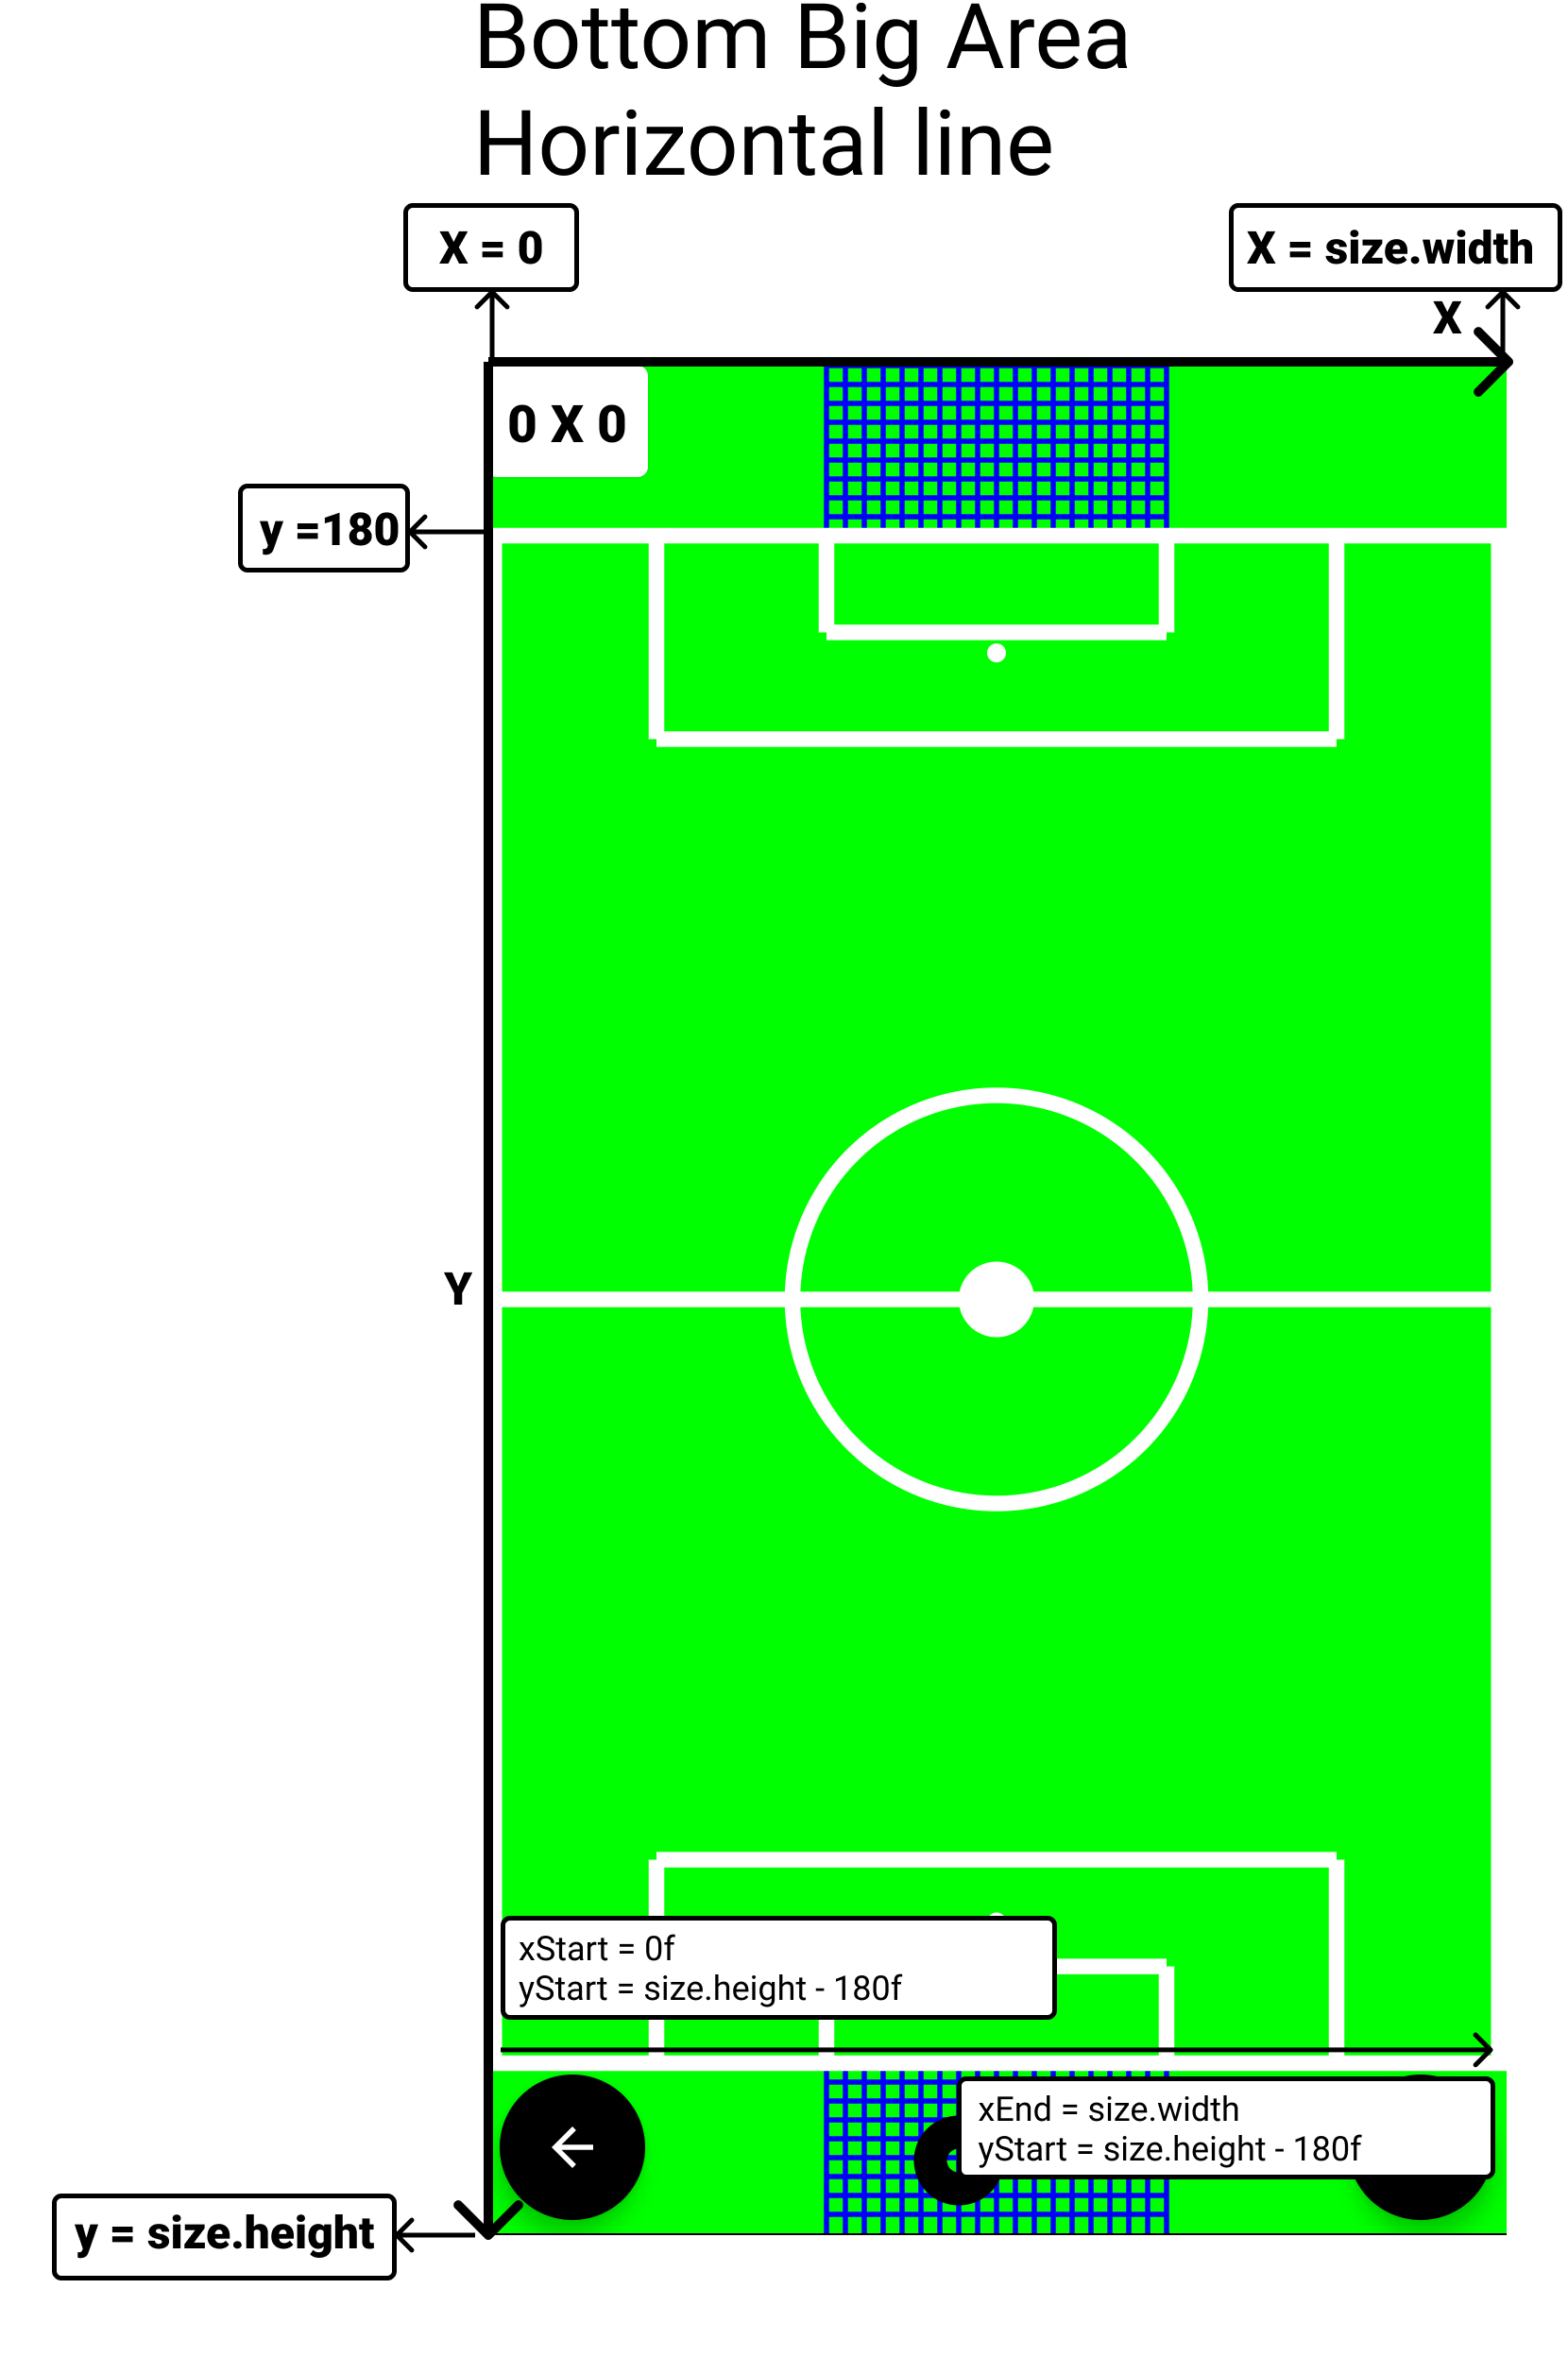 Bottom Big Area
Horizontal line
X = 0
X = size.width
X
0 X 0
y =180
Y
xStart = 0f
yStart = size.height - 180f
xEnd = size.width
yStart = size.height - 180f
y = size.height